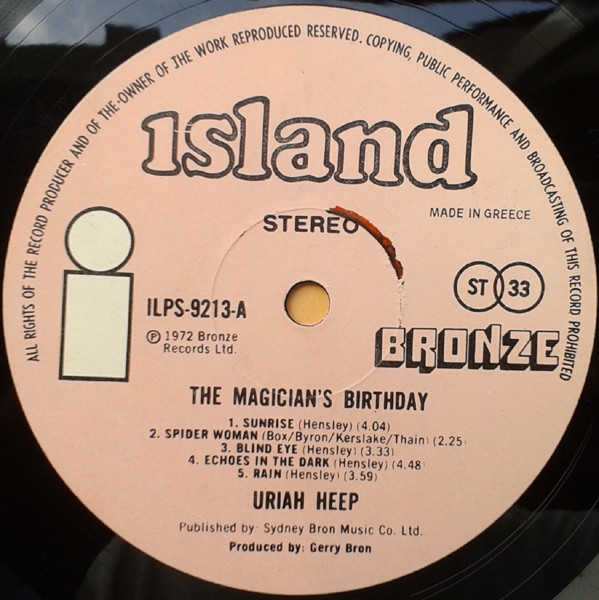 ALL RIGHTS OF THE RECORD PRODUCER AND OF THE-OWNER OF THE WORK REPRODUCED RESERVED. COPYING, PUBLIC PERFORMANCE AND BROADCASTING OF THIS RECORD PROHIBITED
island
STEREO
MADE IN GREECE
i
ILPS-9213-A
ST 33
℗ 1972 Bronze
Records Ltd.
BRONZE
THE MAGICIAN'S BIRTHDAY
1. SUNRISE (Hensley) (4.04)
2. SPIDER WOMAN (Box/Byron/Kerslake/Thain) (2.25)
3. BLIND EYE (Hensley) (3.33)
4. ECHOES IN THE DARK (Hensley) (4.48)
5. RAIN (Hensley) (3.59)
URIAH HEEP
Published by- Sydney Bron Music Co. Ltd.
Produced by: Gerry Bron